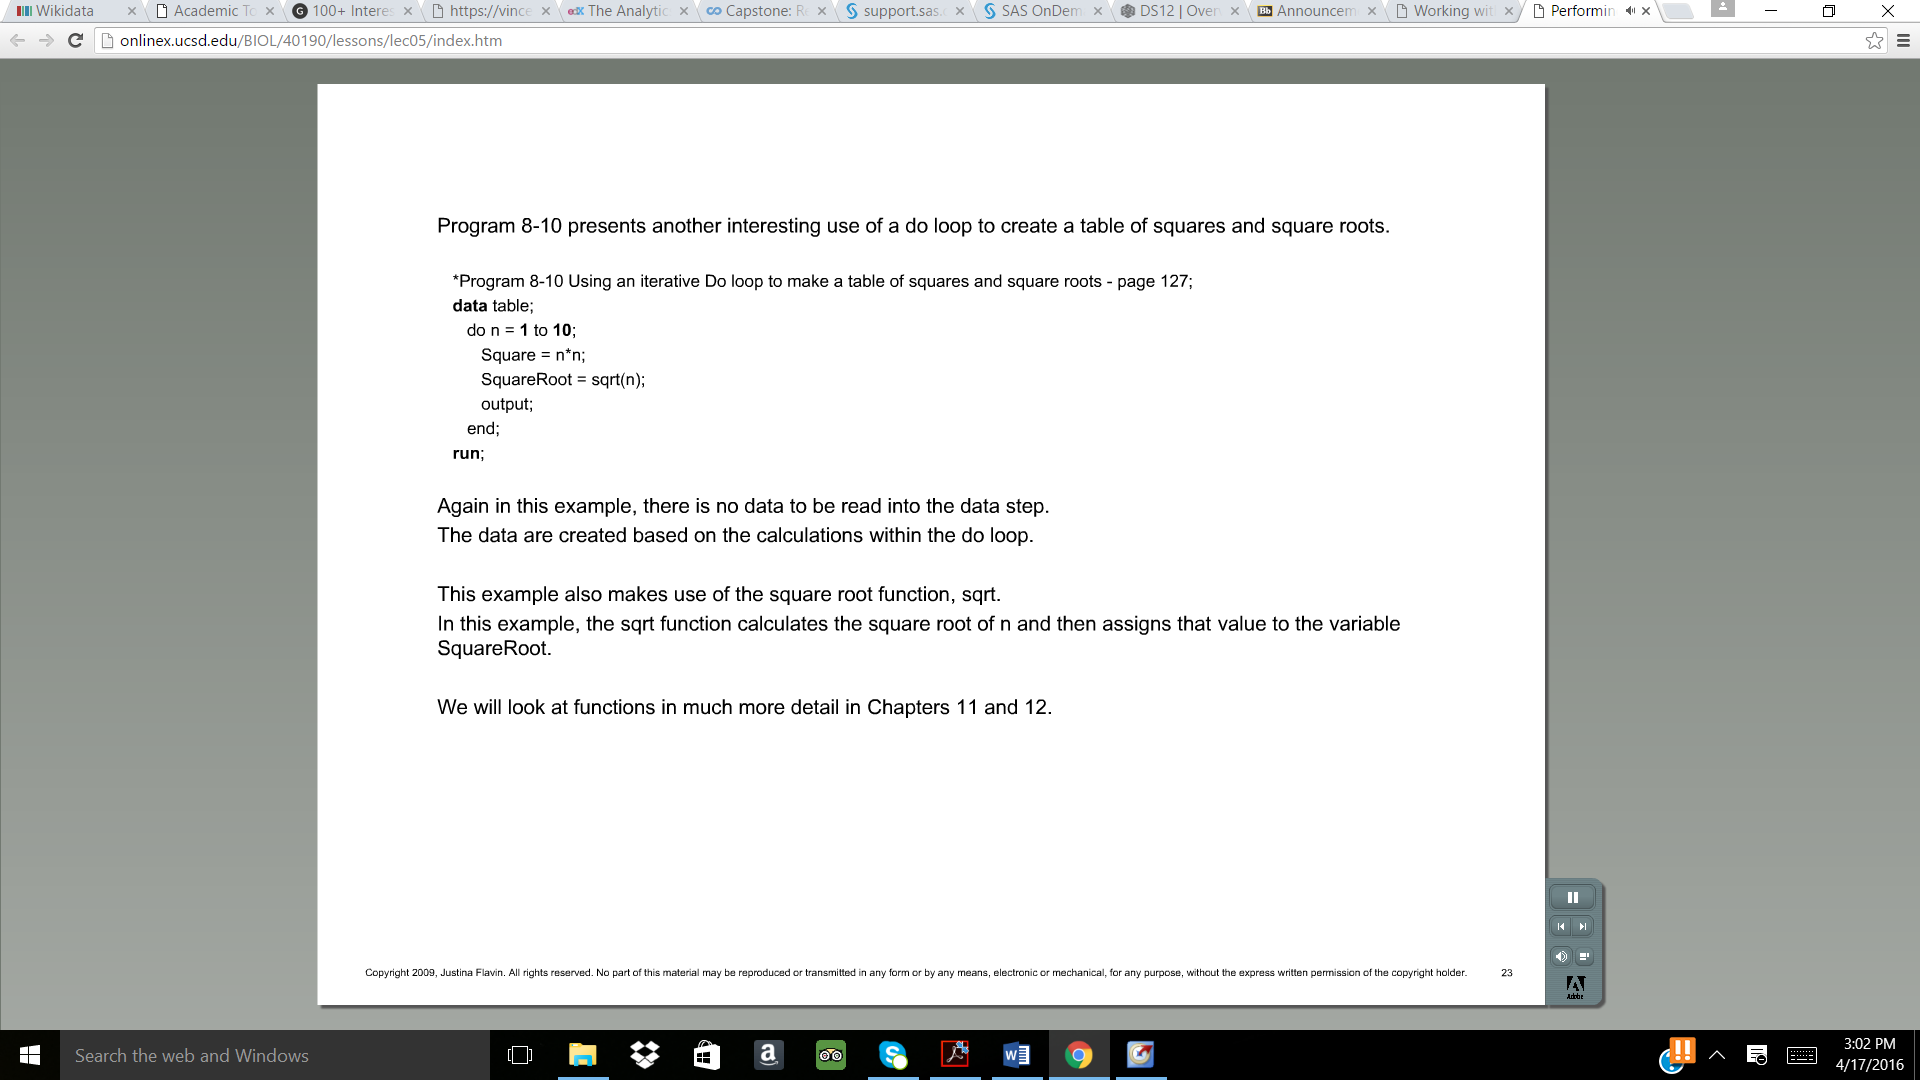 Wikidata
Academic To
100+ Interes
https://vince
The Analytic
Capstone: Re
support.sas.
SAS OnDem
DS12 | Over
Announcem
Working wit
Performin
onlinex.ucsd.edu/BIOL/40190/lessons/lec05/index.htm
Program 8-10 presents another interesting use of a do loop to create a table of squares and square roots.
*Program 8-10 Using an iterative Do loop to make a table of squares and square roots - page 127;
data table;
do n = 1 to 10;
Square = n*n;
SquareRoot = sqrt(n);
output;
end;
run;
Again in this example, there is no data to be read into the data step.
The data are created based on the calculations within the do loop.
This example also makes use of the square root function, sqrt.
In this example, the sqrt function calculates the square root of n and then assigns that value to the variable
SquareRoot.
We will look at functions in much more detail in Chapters 11 and 12.
Copyright 2009, Justina Flavin. All rights reserved. No part of this material may be reproduced or transmitted in any form or by any means, electronic or mechanical, for any purpose, without the express written permission of the copyright holder. 23
Adobe
Search the web and Windows
3:02 PM
4/17/2016